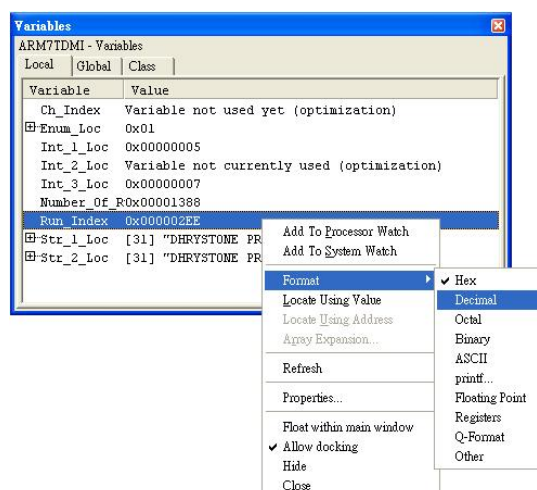 Variables
ARM7TDMI - Variables
Local Global Class
Variable Value
Ch_Index Variable not used yet (optimization)
Enum_Loc 0x01
Int_1_Loc 0x00000005
Int_2_Loc Variable not currently used (optimization)
Int_3_Loc 0x00000007
Number_Of_R0x00001388
Run_Index 0x000002EE
Str_1_Loc [31] "DHRYSTONE PR
Str_2_Loc [31] "DHRYSTONE PR
Add To Processor Watch
Add To System Watch
Format
Locate Using Value
Locate Using Address
Array Expansion...
Refresh
Properties...
Float within main window
Allow docking
Hide
Close
Hex
Decimal
Octal
Binary
ASCII
printf...
Floating Point
Registers
Q-Format
Other